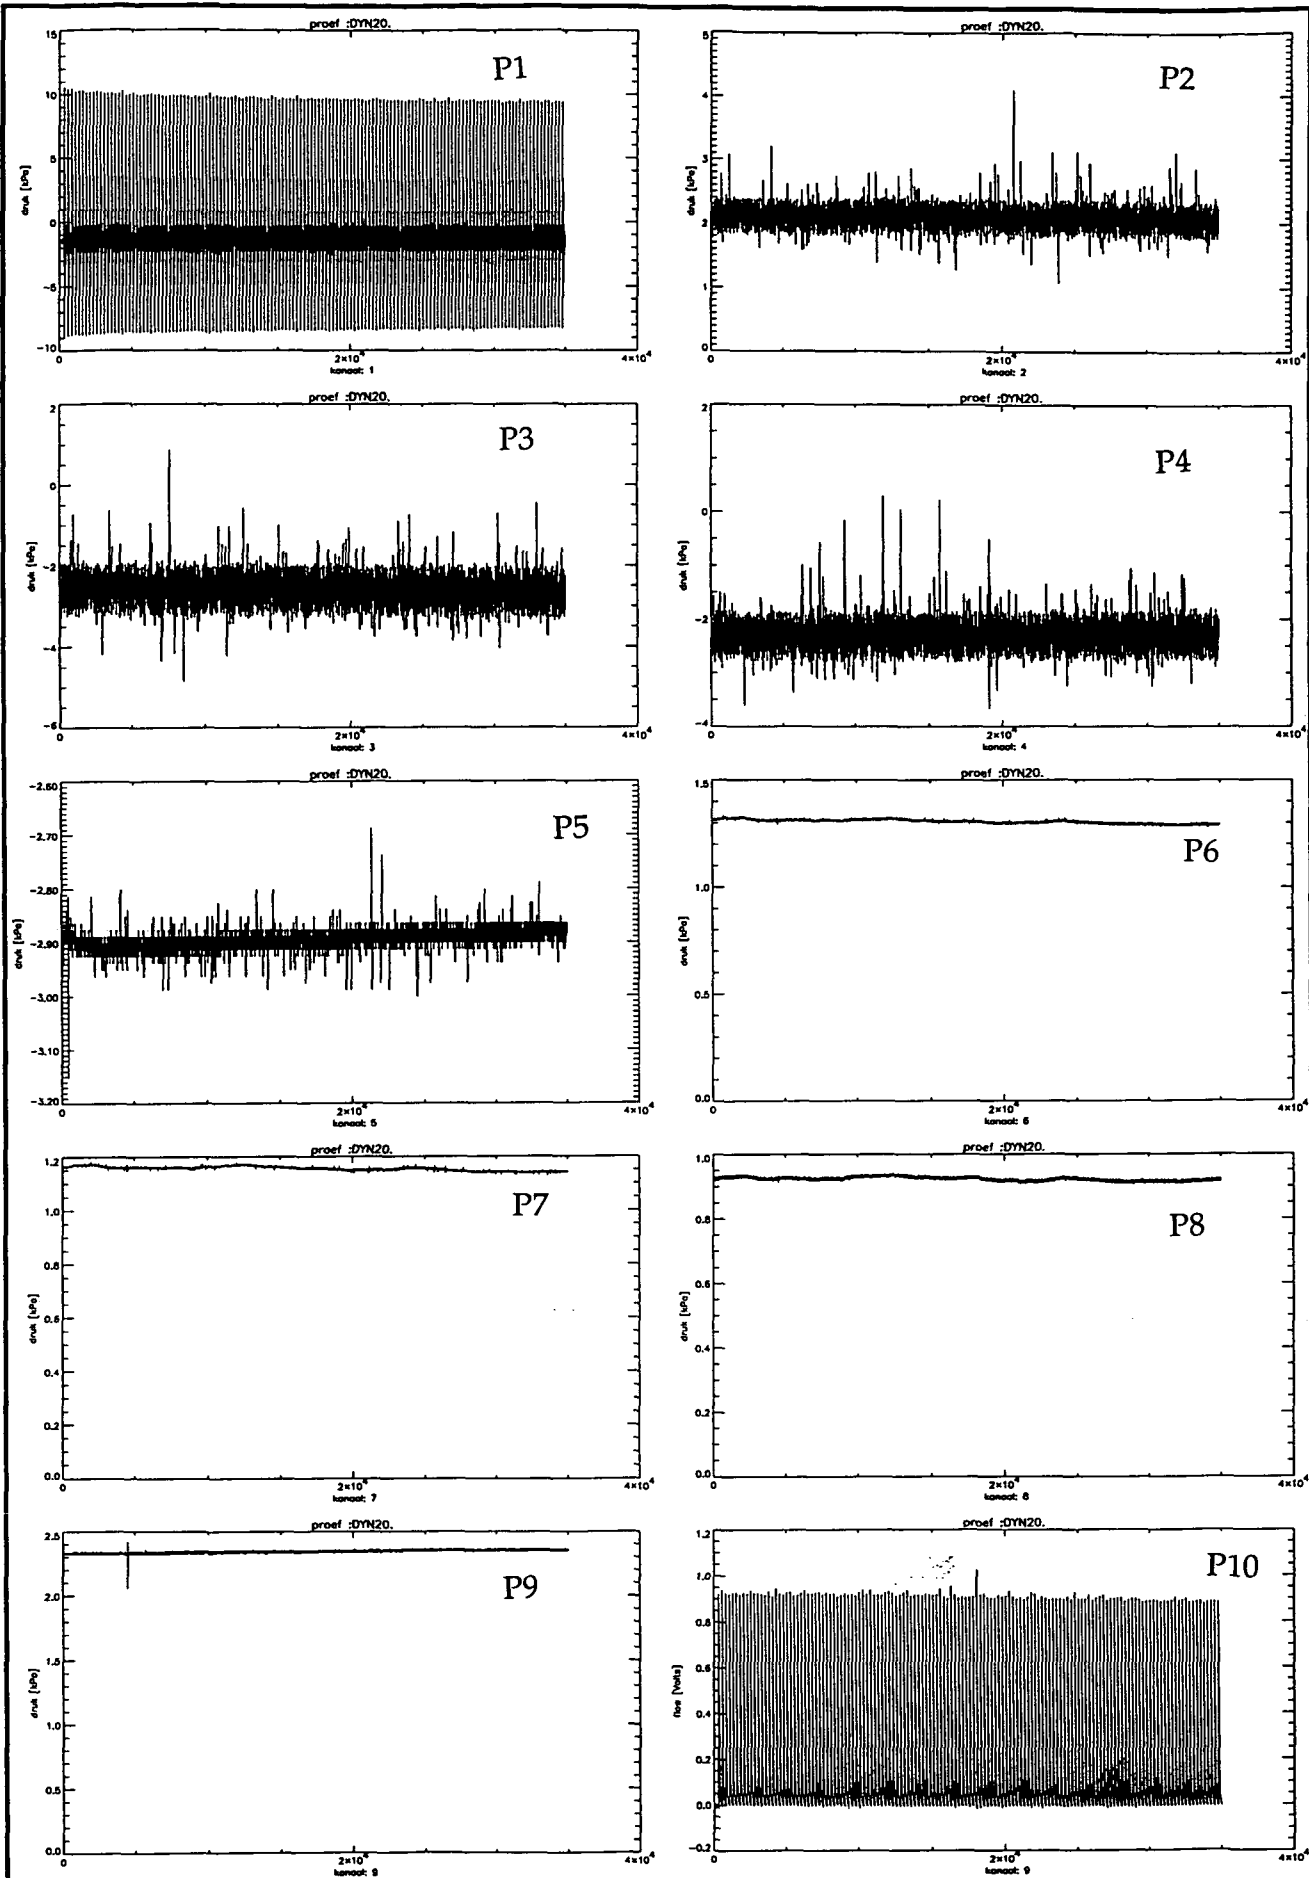 proef :DYN20.
P1
15
10
5
0
-5
-10
druk [kPa]
0
2×10⁴
4×10⁴
kanaal: 1
proef :DYN20.
P2
5
4
3
2
1
0
druk [kPa]
0
2×10⁴
4×10⁴
kanaal: 2
proef :DYN20.
P3
2
0
-2
-4
-6
druk [kPa]
0
2×10⁴
4×10⁴
kanaal: 3
proef :DYN20.
P4
2
0
-2
-4
druk [kPa]
0
2×10⁴
4×10⁴
kanaal: 4
proef :DYN20.
P5
-2.60
-2.70
-2.80
-2.90
-3.00
-3.10
-3.20
druk [kPa]
0
2×10⁴
4×10⁴
kanaal: 5
proef :DYN20.
P6
1.5
1.0
0.5
0.0
druk [kPa]
0
2×10⁴
4×10⁴
kanaal: 6
proef :DYN20.
P7
1.2
1.0
0.8
0.6
0.4
0.2
0.0
druk [kPa]
0
2×10⁴
4×10⁴
kanaal: 7
proef :DYN20.
P8
1.0
0.8
0.6
0.4
0.2
0.0
druk [kPa]
0
2×10⁴
4×10⁴
kanaal: 8
proef :DYN20.
P9
2.5
2.0
1.5
1.0
0.5
0.0
druk [kPa]
0
2×10⁴
4×10⁴
kanaal: 9
proef :DYN20.
P10
1.2
1.0
0.8
0.6
0.4
0.2
0.0
-0.2
flos [Volts]
0
2×10⁴
4×10⁴
kanaal: 9